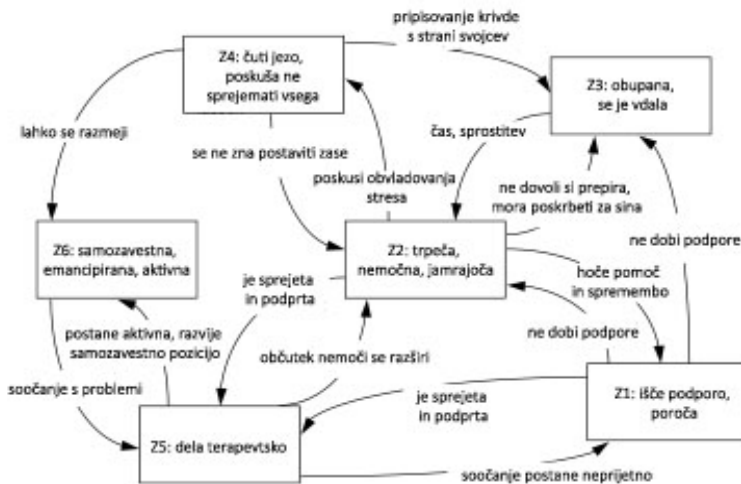 pripisovanje krivde
s strani svojcev
Z4: čuti jezo,
poskuša ne
sprejemati vsega
Z3: obupana,
se je vdala
lahko se razmeji
čas, sprostitev
se ne zna postaviti zase
poskusi obvladovanja
stresa
ne dovoli si prepira,
mora poskrbeti za sina
Z6: samozavestna,
emancipirana, aktivna
Z2: trpeča,
nemočna, jamrajoča
ne dobi podpore
je sprejeta
in podprta
hoče pomoč
in spremembo
postane aktivna, razvije
samozavestno pozicijo
ne dobi podpore
občutek nemoči se razširi
soočanje s problemi
je sprejeta
in podprta
Z1: išče podporo,
poroča
Z5: dela terapevtsko
soočanje postane neprijetno